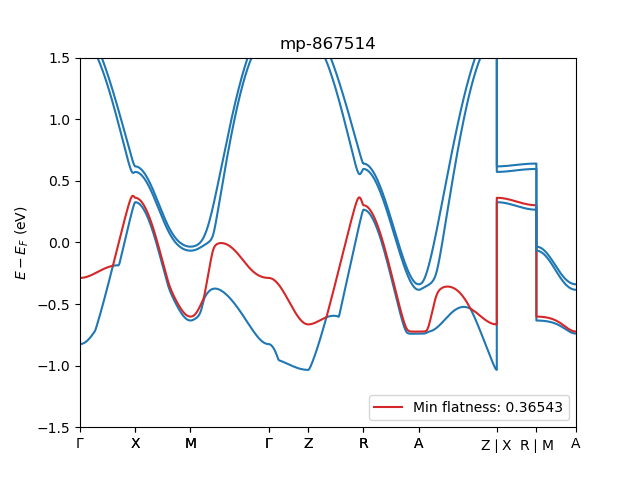 mp-867514
1.5
1.0
0.5
0.0
−0.5
−1.0
−1.5
E − E_F (eV)
Γ X M Γ Z R A Z | X R | M A
Min flatness: 0.36543